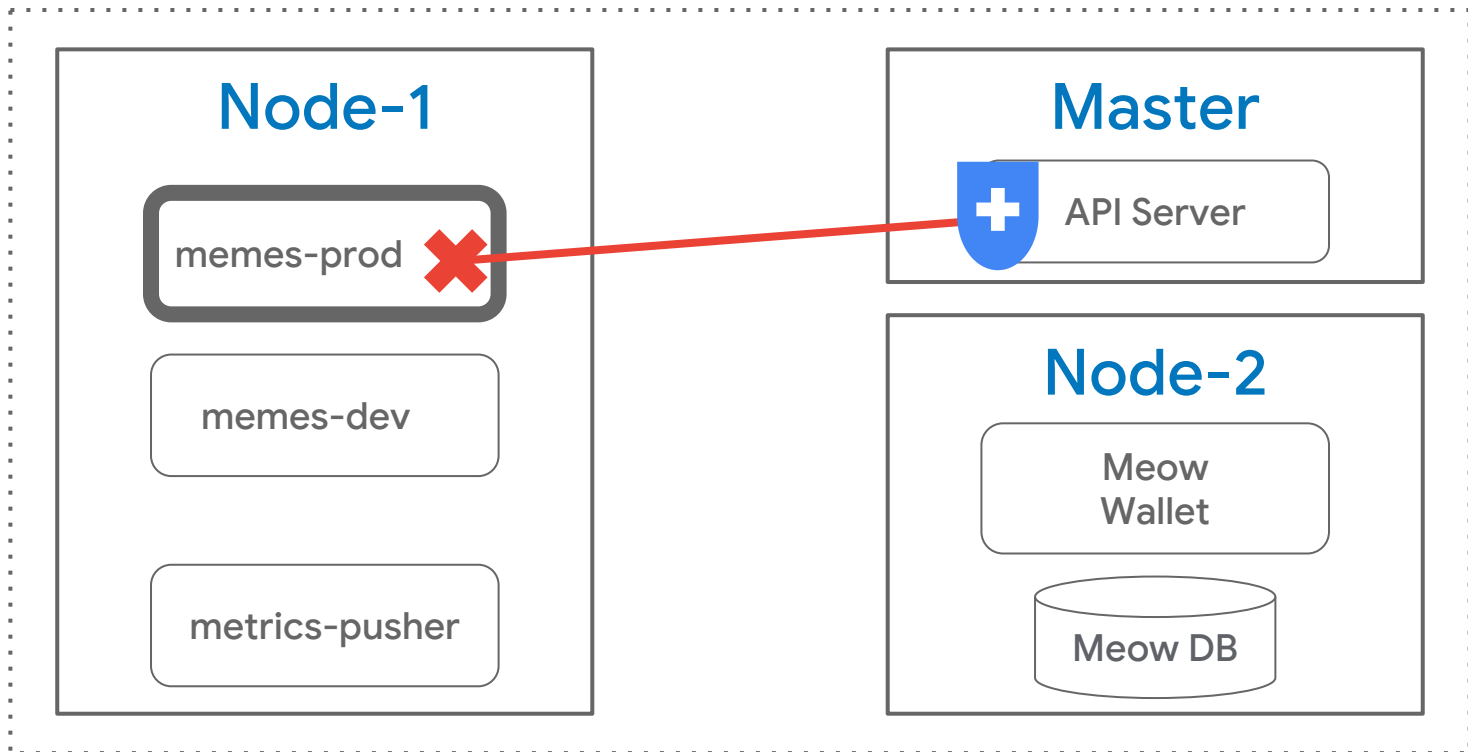 Node-1
memes-prod
memes-dev
metrics-pusher
Master
API Server
Node-2
Meow
Wallet
Meow DB